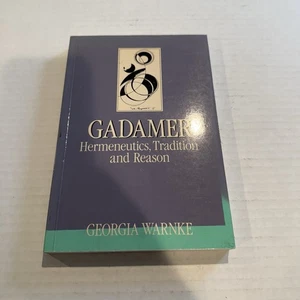 GADAMER
Hermeneutics, Tradition
and Reason
GEORGIA WARNKE